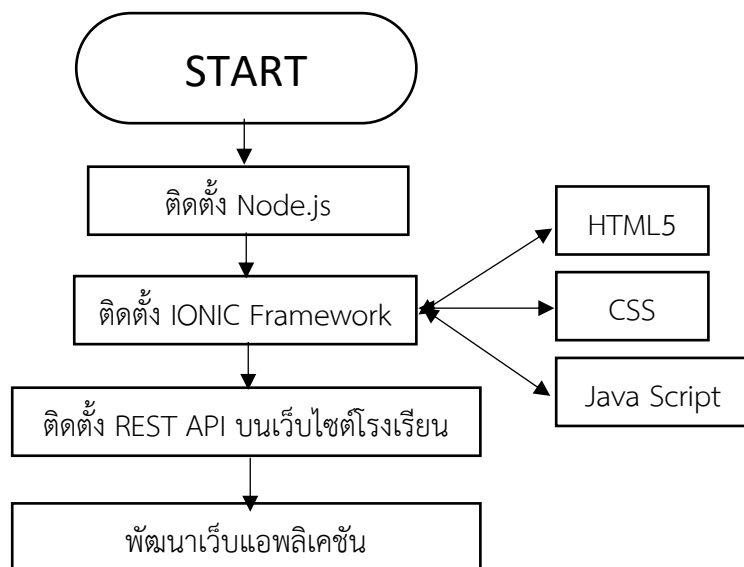 START
ติดตั้ง Node.js
HTML5
ติดตั้ง IONIC Framework
CSS
Java Script
ติดตั้ง REST API บนเว็บไซต์โรงเรียน
พัฒนาเว็บแอพลิเคชัน